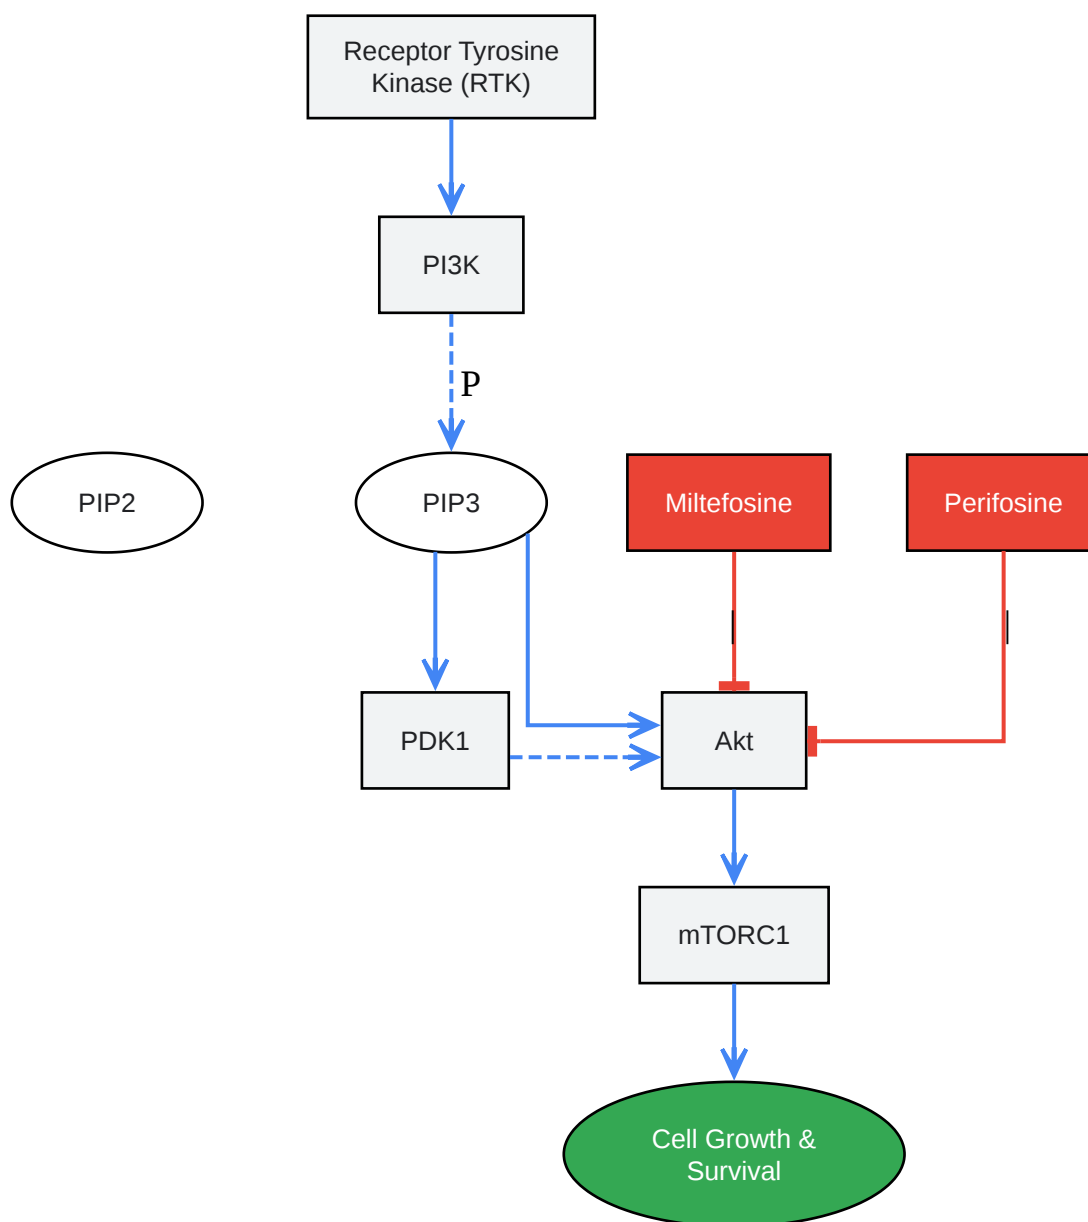 Receptor Tyrosine
Kinase (RTK)
PI3K
P
PIP2
PIP3
Miltefosine
Perifosine
PDK1
Akt
mTORC1
Cell Growth &
Survival